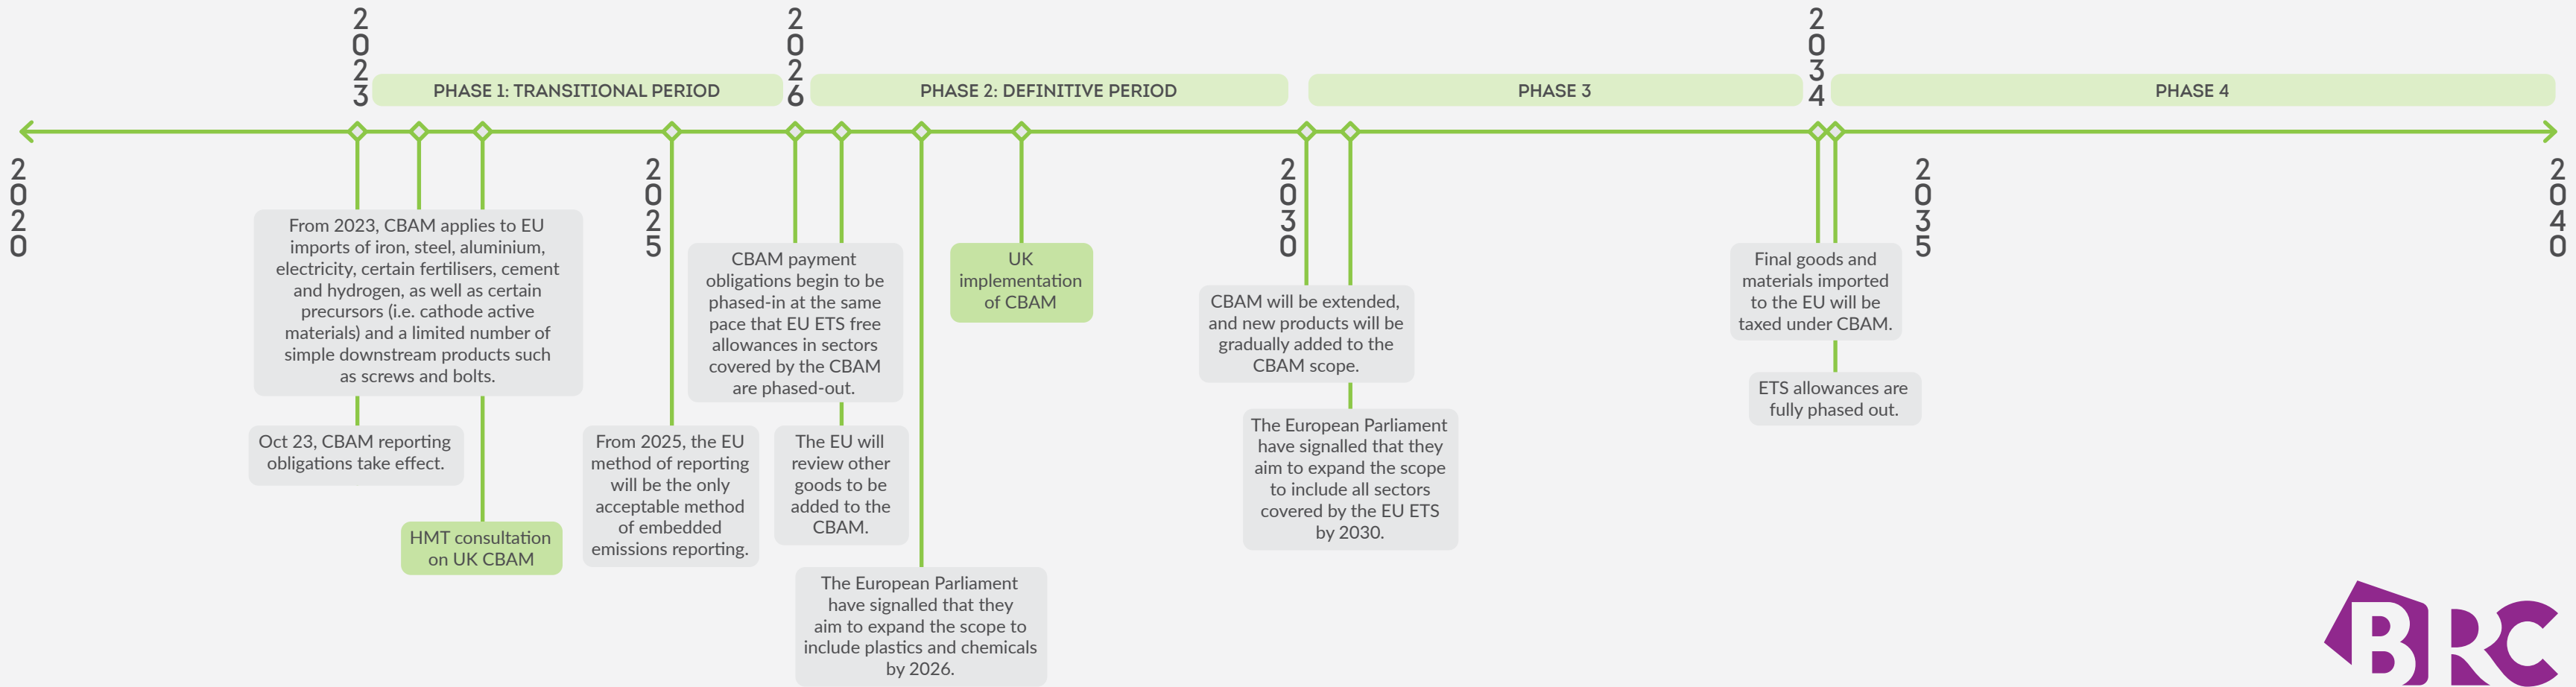 2023
2026
2034
PHASE 1: TRANSITIONAL PERIOD
PHASE 2: DEFINITIVE PERIOD
PHASE 3
PHASE 4
2020
2025
2030
2035
2040
From 2023, CBAM applies to EU
imports of iron, steel, aluminium,
electricity, certain fertilisers, cement
and hydrogen, as well as certain
precursors (i.e. cathode active
materials) and a limited number of
simple downstream products such
as screws and bolts.
Oct 23, CBAM reporting
obligations take effect.
HMT consultation
on UK CBAM
From 2025, the EU
method of reporting
will be the only
acceptable method
of embedded
emissions reporting.
CBAM payment
obligations begin to be
phased-in at the same
pace that EU ETS free
allowances in sectors
covered by the CBAM
are phased-out.
The EU will
review other
goods to be
added to the
CBAM.
The European Parliament
have signalled that they
aim to expand the scope to
include plastics and chemicals
by 2026.
UK
implementation
of CBAM
CBAM will be extended,
and new products will be
gradually added to the
CBAM scope.
The European Parliament
have signalled that they
aim to expand the scope
to include all sectors
covered by the EU ETS
by 2030.
Final goods and
materials imported
to the EU will be
taxed under CBAM.
ETS allowances are
fully phased out.
BRC